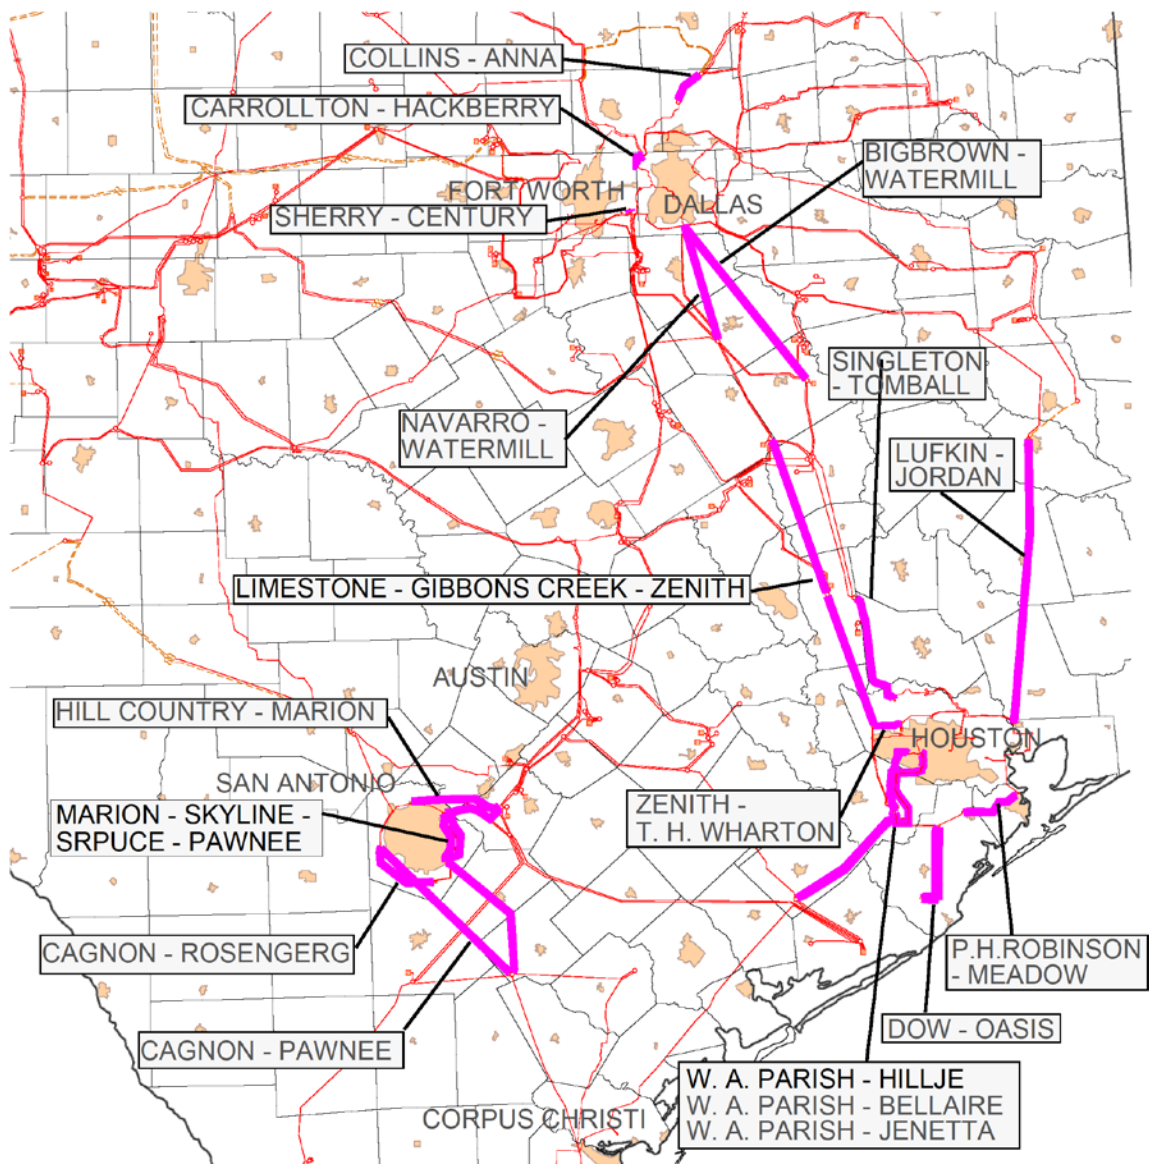 COLLINS - ANNA
CARROLLTON - HACKBERRY
BIGBROWN -
WATERMILL
FORT WORTH
DALLAS
SHERRY - CENTURY
SINGLETON
- TOMBALL
NAVARRO -
WATERMILL
LUFKIN -
JORDAN
LIMESTONE - GIBBONS CREEK - ZENITH
AUSTIN
HILL COUNTRY - MARION
HOUSTON
SAN ANTONIO
MARION - SKYLINE -
SRPUCE - PAWNEE
ZENITH -
T. H. WHARTON
CAGNON - ROSENGERG
P.H.ROBINSON
- MEADOW
DOW - OASIS
CAGNON - PAWNEE
W. A. PARISH - HILLJE
W. A. PARISH - BELLAIRE
W. A. PARISH - JENETTA
CORPUS CHRISTI